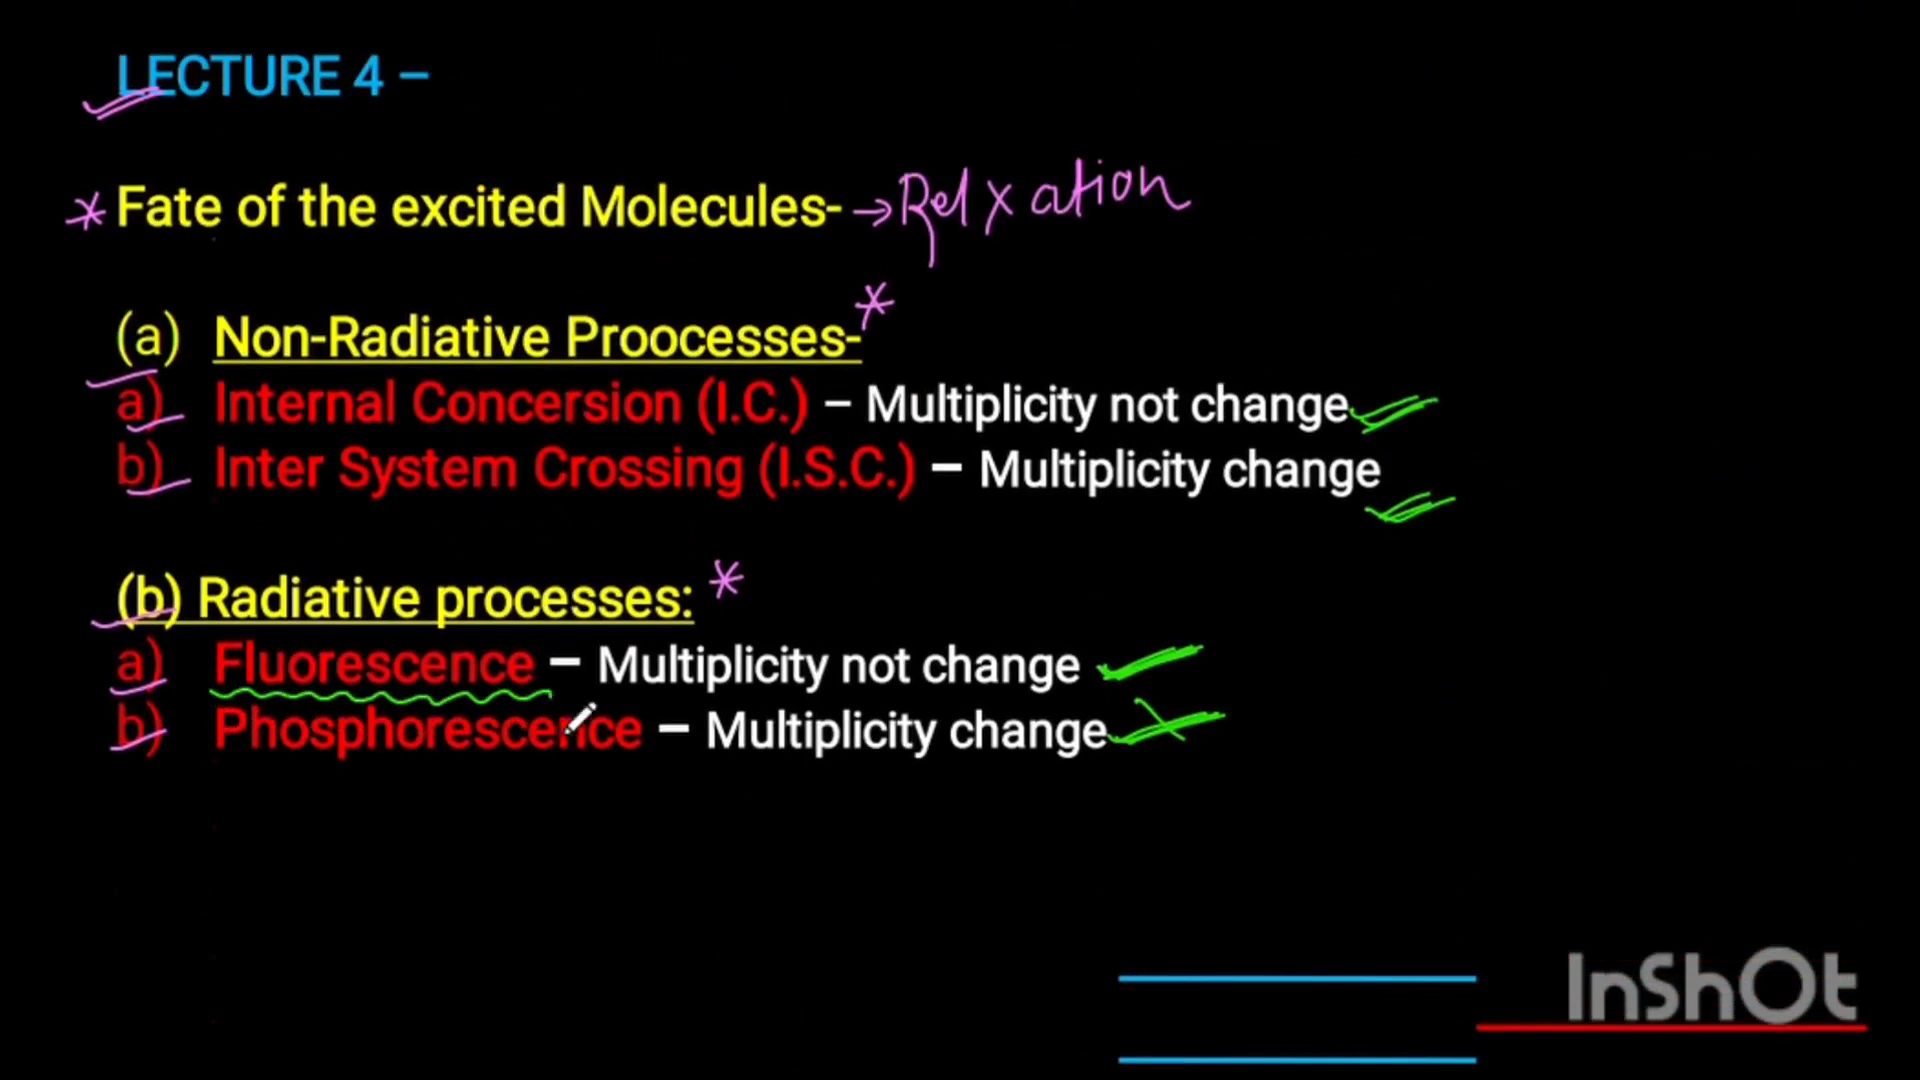 LECTURE 4 –
* Fate of the excited Molecules- → Relxation
(a) Non-Radiative Proocesses- *
a) Internal Concersion (I.C.) – Multiplicity not change
b) Inter System Crossing (I.S.C.) – Multiplicity change
(b) Radiative processes: *
a) Fluorescence – Multiplicity not change
b) Phosphorescence – Multiplicity change
InShOt